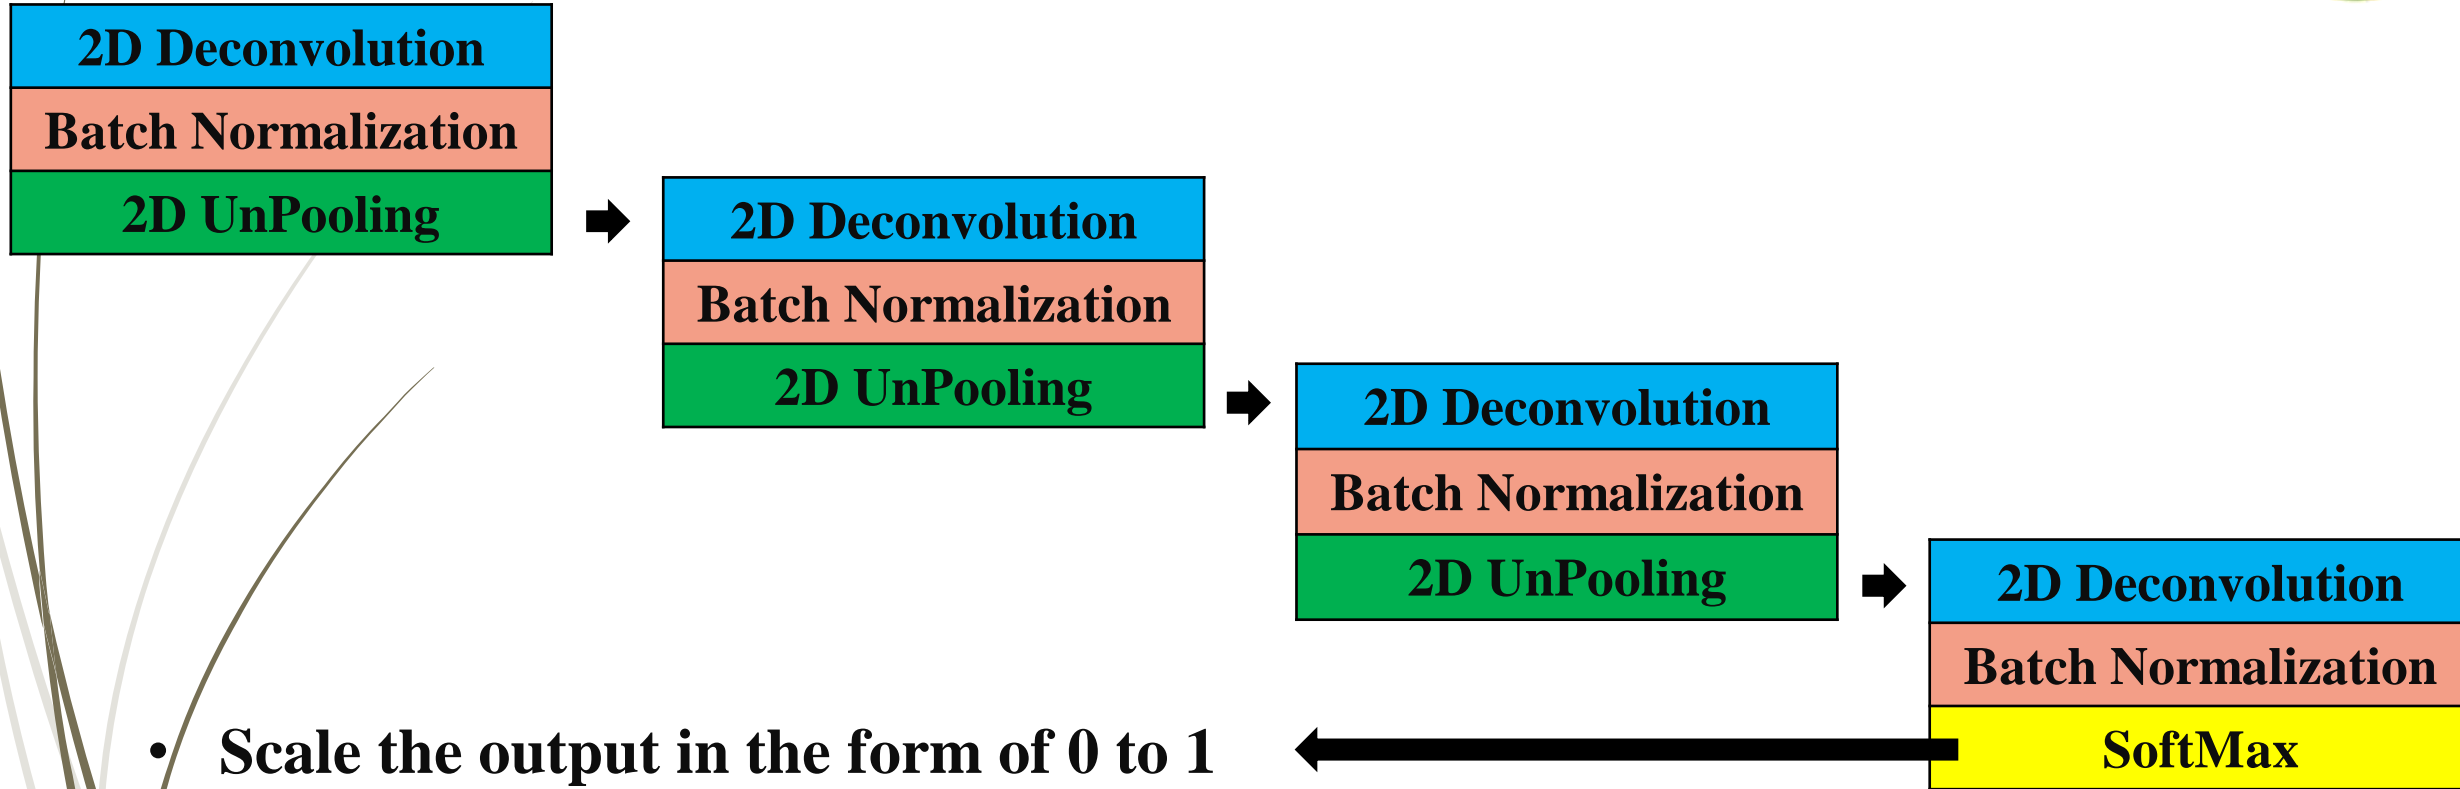 2D Deconvolution
Batch Normalization
2D UnPooling
2D Deconvolution
Batch Normalization
2D UnPooling
2D Deconvolution
Batch Normalization
2D UnPooling
2D Deconvolution
Batch Normalization
SoftMax
• Scale the output in the form of 0 to 1